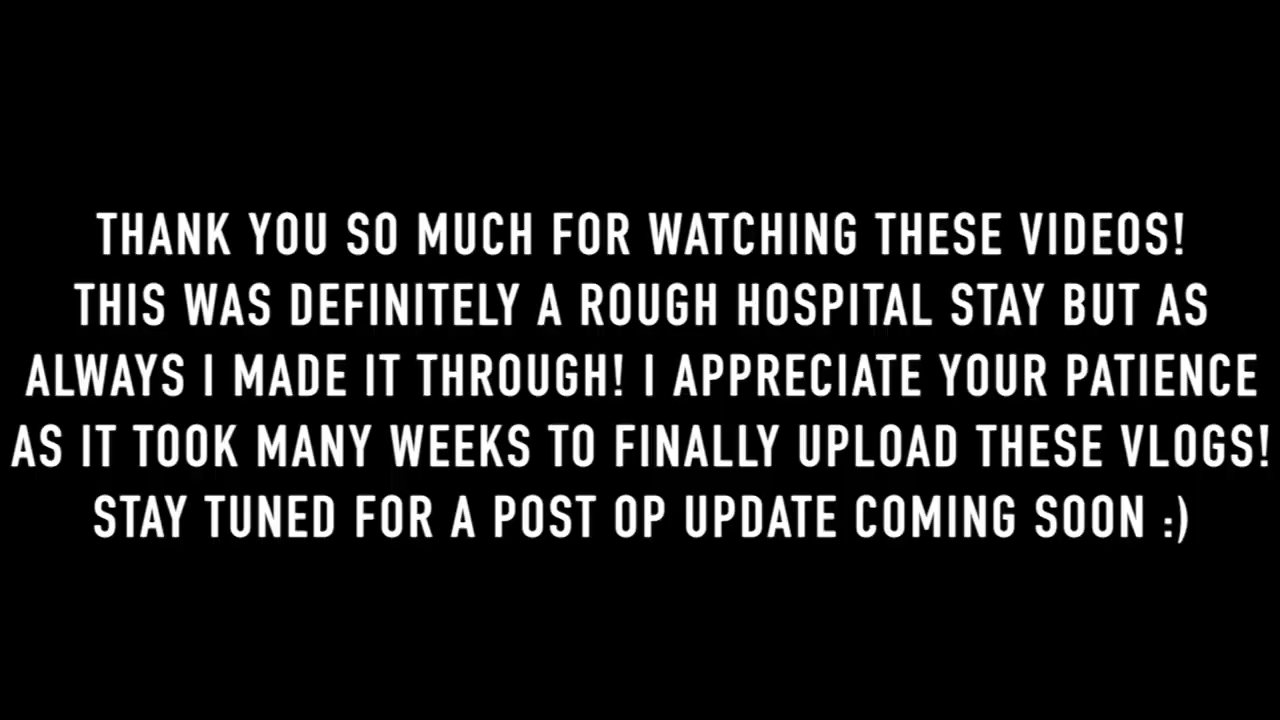 THANK YOU SO MUCH FOR WATCHING THESE VIDEOS!
THIS WAS DEFINITELY A ROUGH HOSPITAL STAY BUT AS
ALWAYS I MADE IT THROUGH! I APPRECIATE YOUR PATIENCE
AS IT TOOK MANY WEEKS TO FINALLY UPLOAD THESE VLOGS!
STAY TUNED FOR A POST OP UPDATE COMING SOON :)